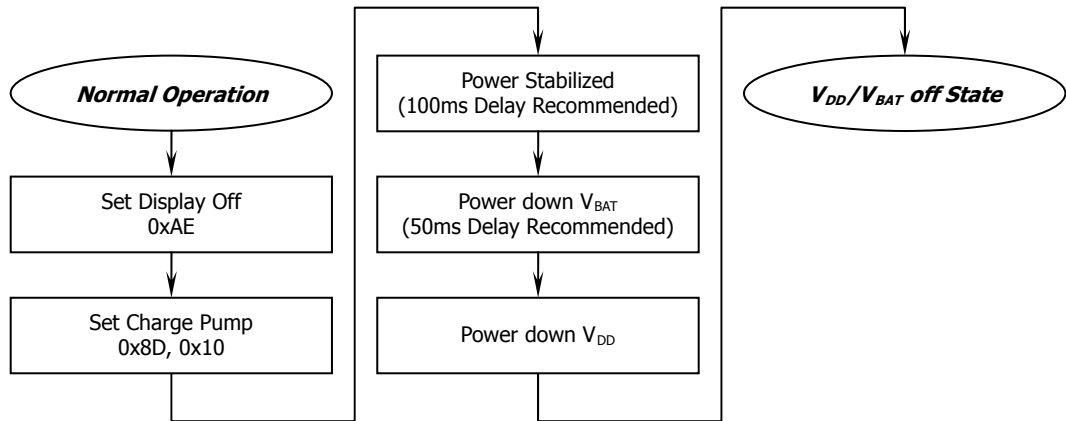 Normal Operation
Set Display Off
0xAE
Set Charge Pump
0x8D, 0x10
Power Stabilized
(100ms Delay Recommended)
Power down VBAT
(50ms Delay Recommended)
Power down VDD
VDD/VBAT off State